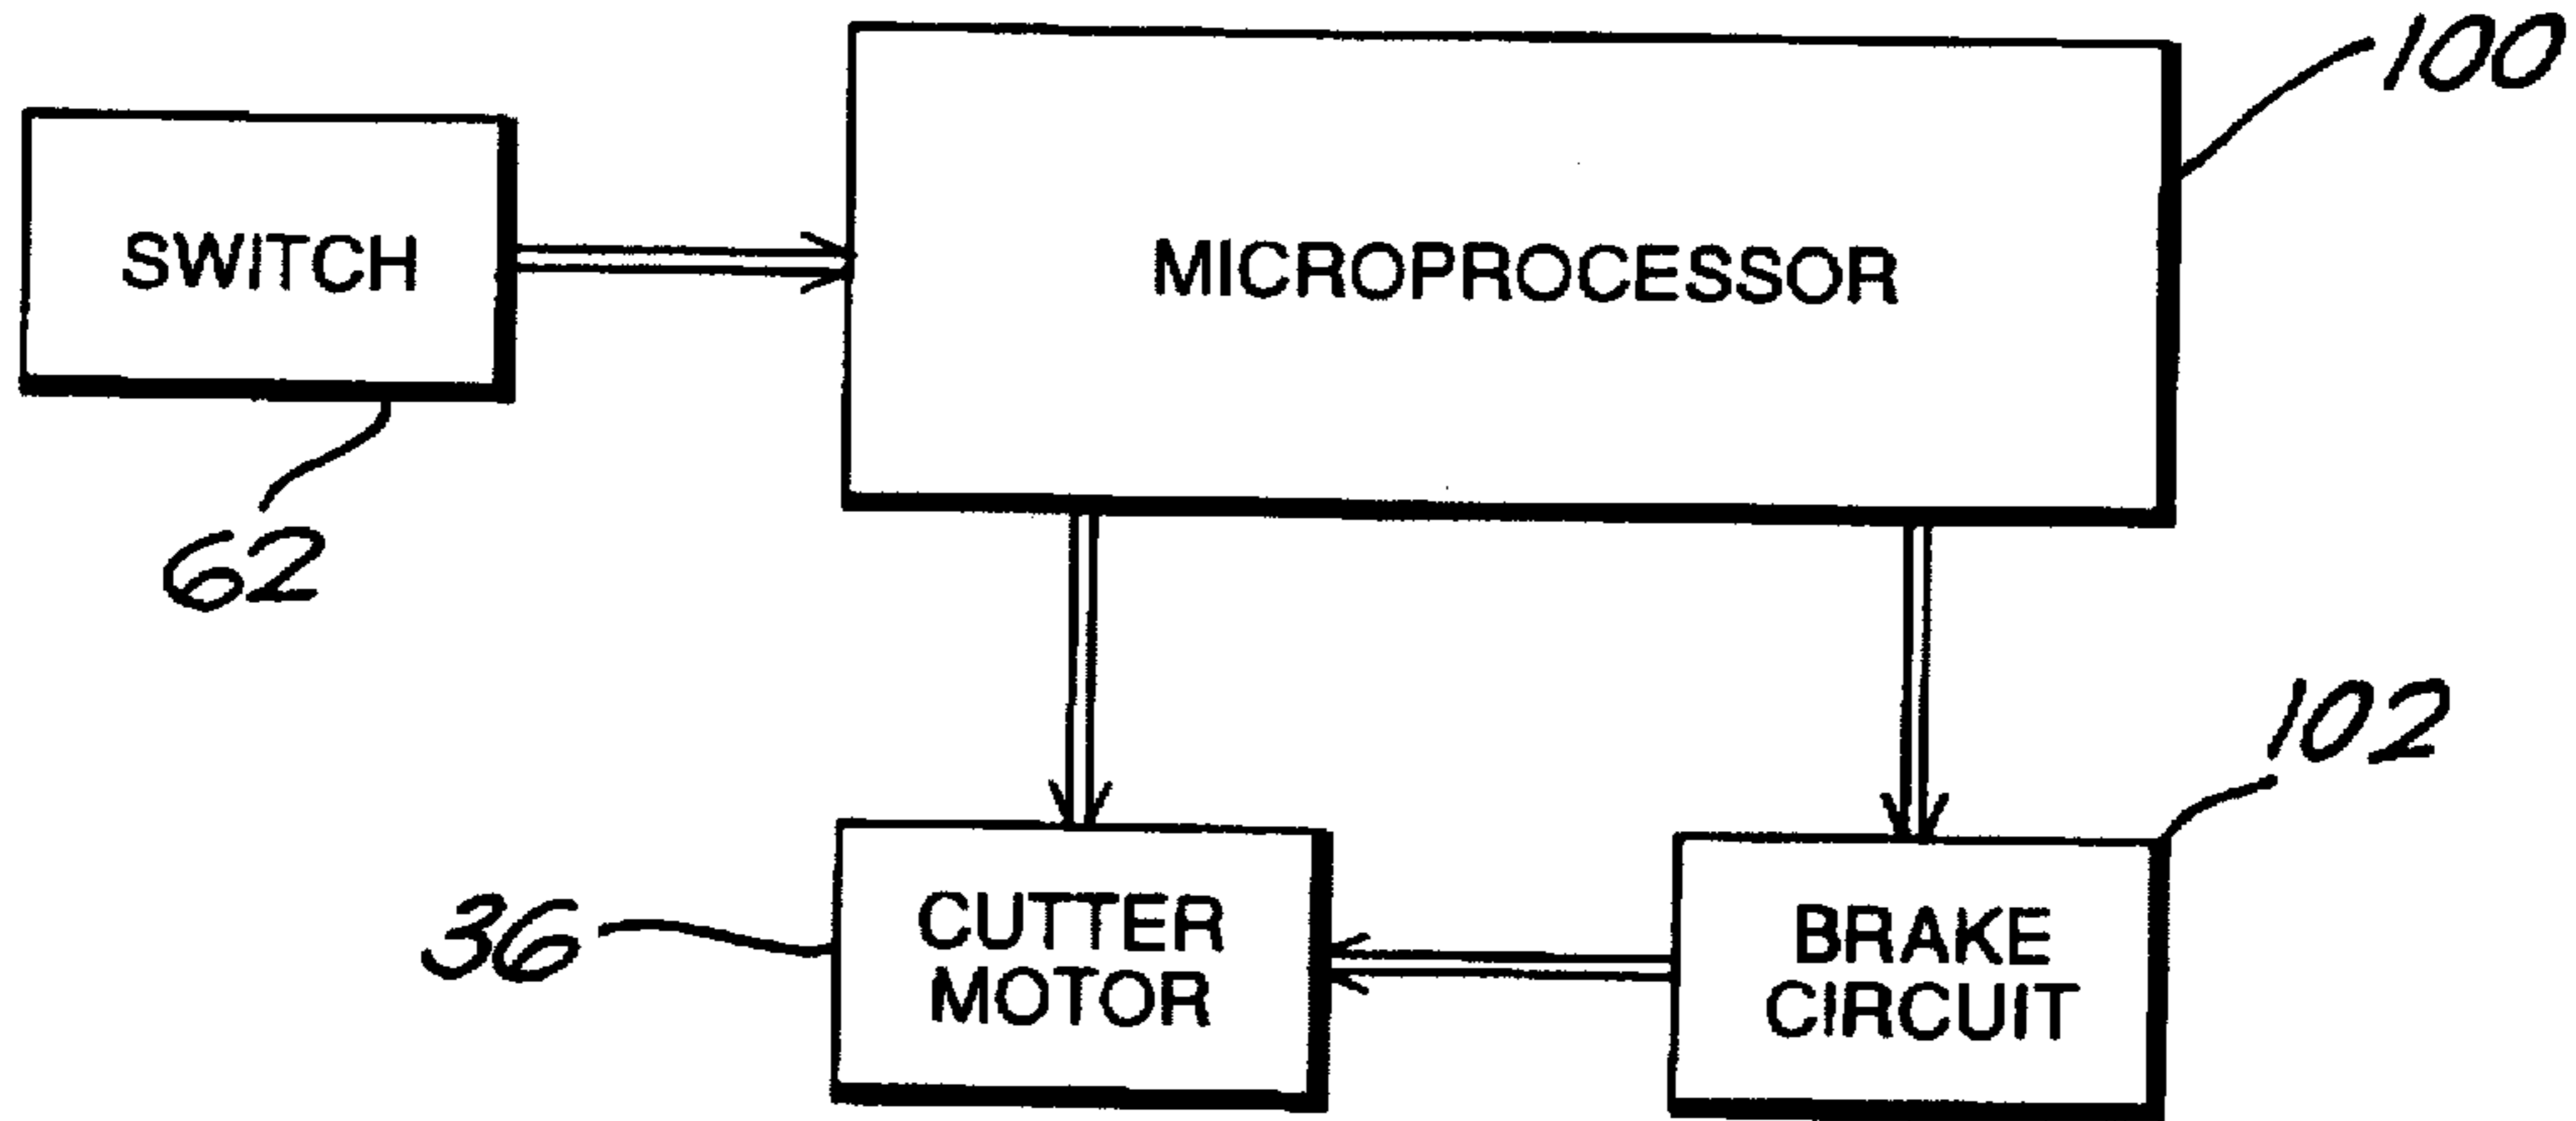 100
SWITCH
MICROPROCESSOR
62
102
36
CUTTER
MOTOR
BRAKE
CIRCUIT